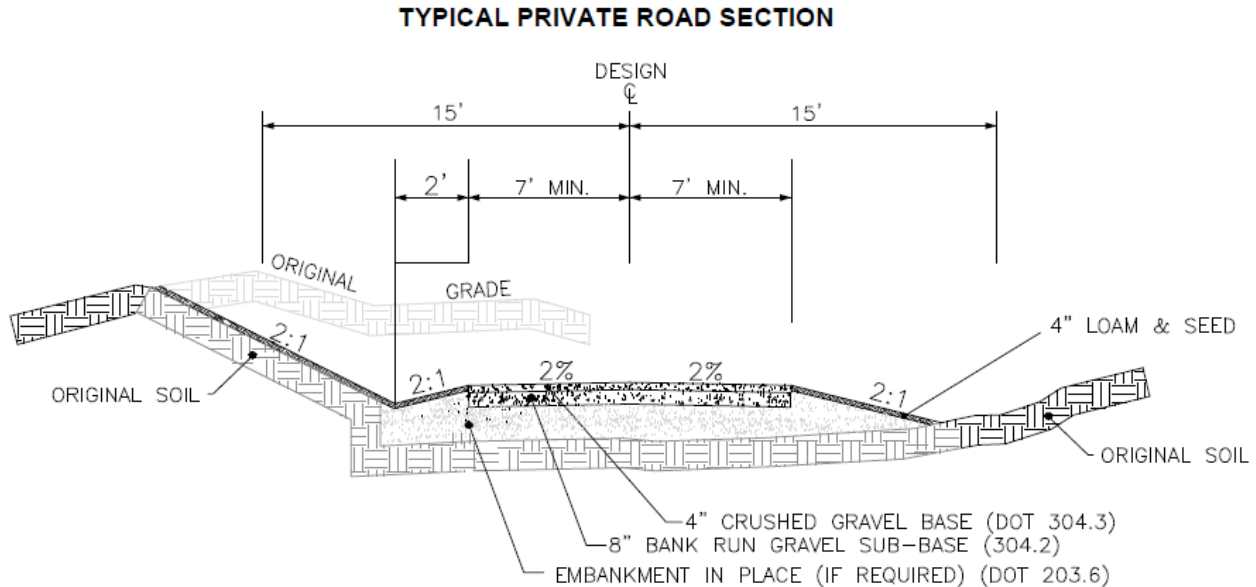 TYPICAL PRIVATE ROAD SECTION
DESIGN
℄
15' 15'
2' 7' MIN. 7' MIN.
ORIGINAL GRADE
2:1 2:1 2% 2% 2:1
4" LOAM & SEED
ORIGINAL SOIL
ORIGINAL SOIL
4" CRUSHED GRAVEL BASE (DOT 304.3)
8" BANK RUN GRAVEL SUB-BASE (304.2)
EMBANKMENT IN PLACE (IF REQUIRED) (DOT 203.6)